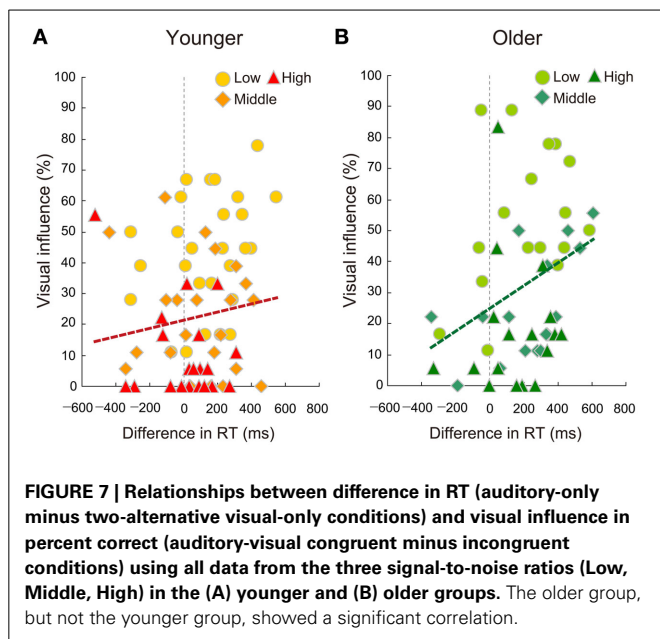 A Younger
B Older
Low High
Middle
Low High
Middle
100
90
80
70
60
50
40
30
20
10
0
Visual influence (%)
−600 −400 −200 0 200 400 600 800
Difference in RT (ms)
100
90
80
70
60
50
40
30
20
10
0
Visual influence (%)
−600 −400 −200 0 200 400 600 800
Difference in RT (ms)
FIGURE 7 | Relationships between difference in RT (auditory-only
minus two-alternative visual-only conditions) and visual influence in
percent correct (auditory-visual congruent minus incongruent
conditions) using all data from the three signal-to-noise ratios (Low,
Middle, High) in the (A) younger and (B) older groups. The older group,
but not the younger group, showed a significant correlation.